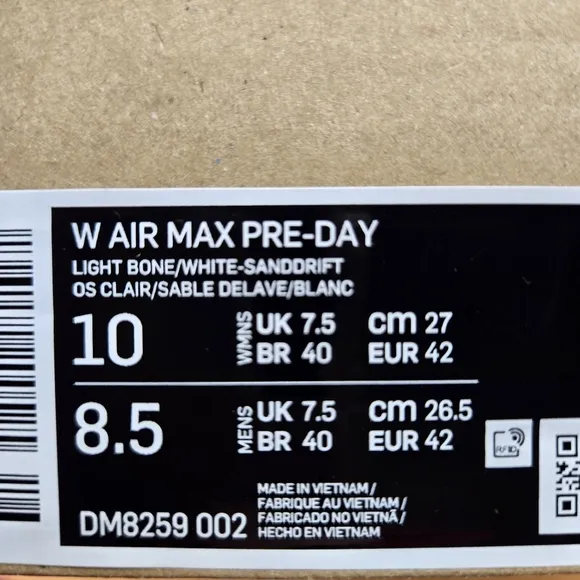 W AIR MAX PRE-DAY
LIGHT BONE/WHITE-SANDDRIFT
OS CLAIR/SABLE DELAVE/BLANC
10 WMNS UK 7.5 cm 27
BR 40 EUR 42
8.5 MENS UK 7.5 cm 26.5
BR 40 EUR 42
RFID
MADE IN VIETNAM /
FABRIQUE AU VIETNAM /
FABRICADO NO VIETNÃ /
HECHO EN VIETNAM
DM8259 002